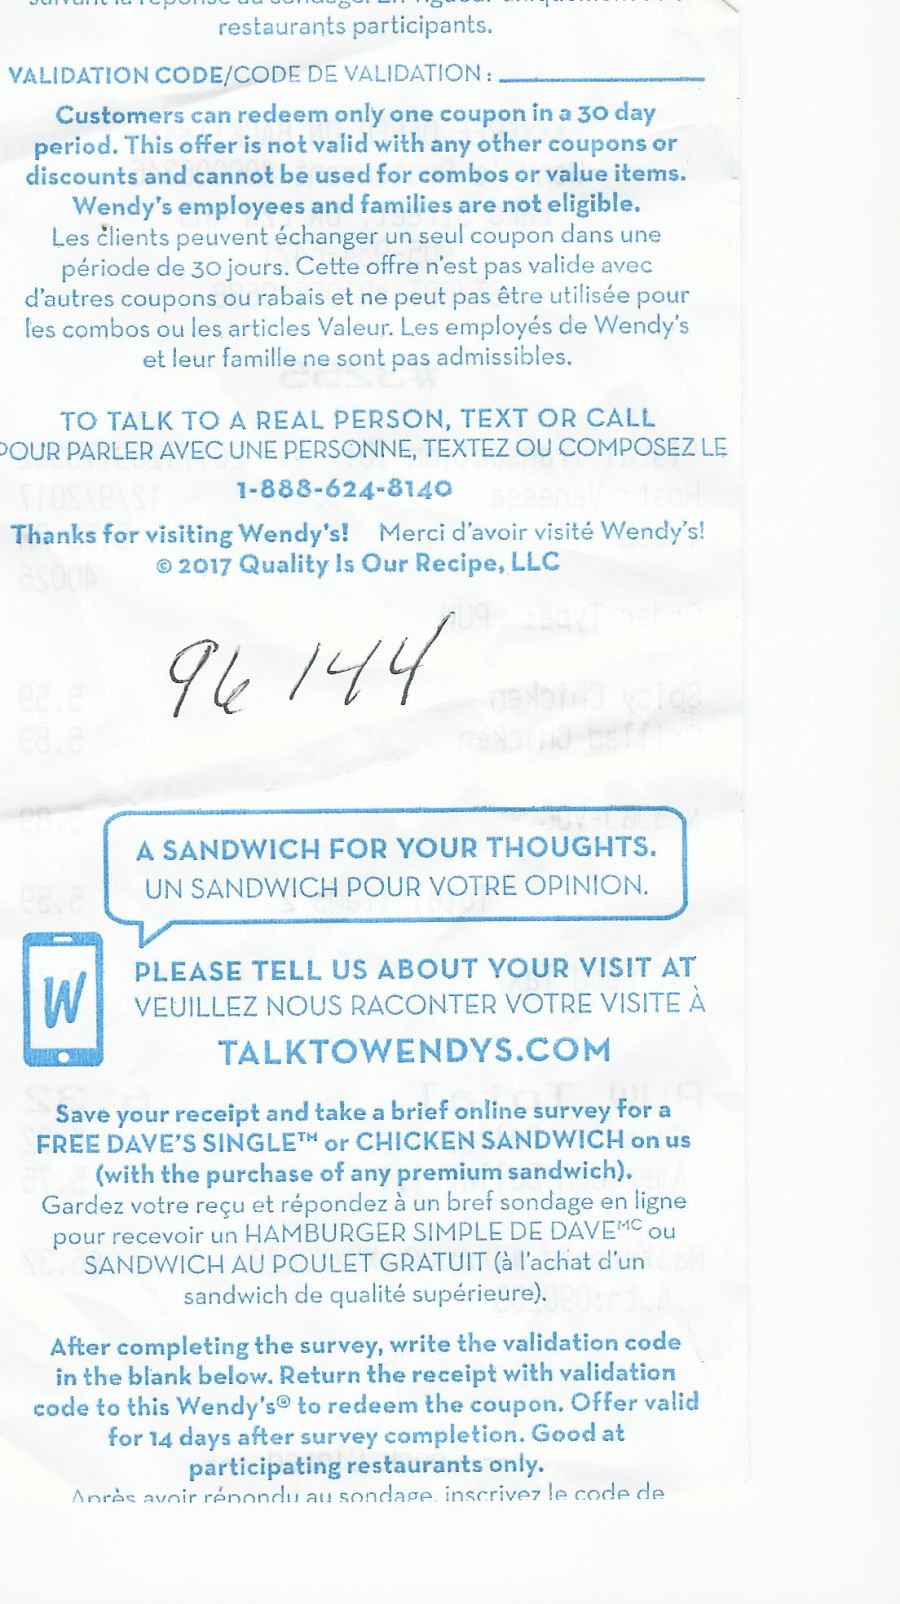 restaurants participants.
VALIDATION CODE/CODE DE VALIDATION :
Customers can redeem only one coupon in a 30 day
period. This offer is not valid with any other coupons or
discounts and cannot be used for combos or value items.
Wendy's employees and families are not eligible.
Les clients peuvent échanger un seul coupon dans une
période de 30 jours. Cette offre n'est pas valide avec
d'autres coupons ou rabais et ne peut pas être utilisée pour
les combos ou les articles Valeur. Les employés de Wendy's
et leur famille ne sont pas admissibles.
TO TALK TO A REAL PERSON, TEXT OR CALL
POUR PARLER AVEC UNE PERSONNE, TEXTEZ OU COMPOSEZ LE
1-888-624-8140
Thanks for visiting Wendy's! Merci d'avoir visité Wendy's!
© 2017 Quality Is Our Recipe, LLC
96 144
A SANDWICH FOR YOUR THOUGHTS.
UN SANDWICH POUR VOTRE OPINION.
W
PLEASE TELL US ABOUT YOUR VISIT AT
VEUILLEZ NOUS RACONTER VOTRE VISITE À
TALKTOWENDYS.COM
Save your receipt and take a brief online survey for a
FREE DAVE'S SINGLE™ or CHICKEN SANDWICH on us
(with the purchase of any premium sandwich).
Gardez votre reçu et répondez à un bref sondage en ligne
pour recevoir un HAMBURGER SIMPLE DE DAVEᴹᶜ ou
SANDWICH AU POULET GRATUIT (à l'achat d'un
sandwich de qualité supérieure).
After completing the survey, write the validation code
in the blank below. Return the receipt with validation
code to this Wendy's® to redeem the coupon. Offer valid
for 14 days after survey completion. Good at
participating restaurants only.
Après avoir répondu au sondage, inscrivez le code de